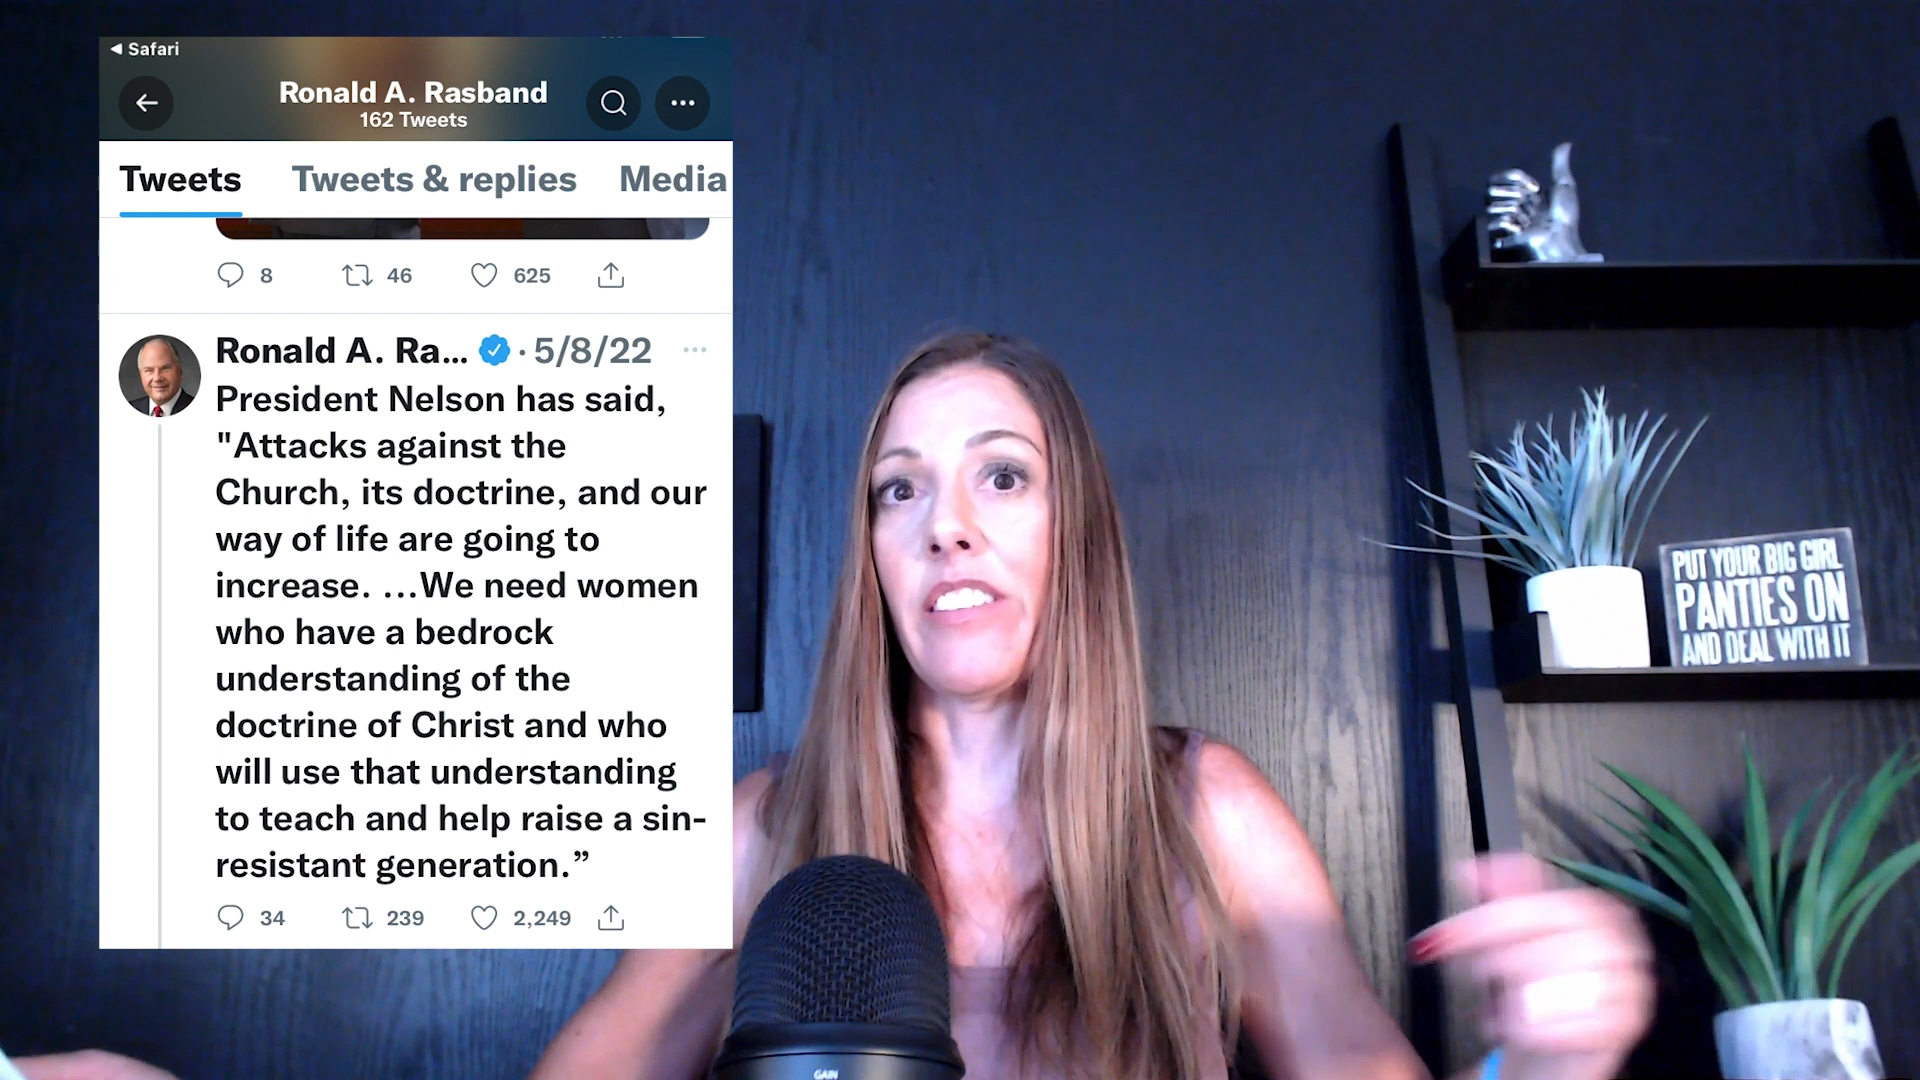 Safari
Ronald A. Rasband
162 Tweets
Tweets Tweets & replies Media
8 46 625
Ronald A. Ra... · 5/8/22
President Nelson has said,
"Attacks against the
Church, its doctrine, and our
way of life are going to
increase. ...We need women
who have a bedrock
understanding of the
doctrine of Christ and who
will use that understanding
to teach and help raise a sin-
resistant generation.”
34 239 2,249
PUT YOUR BIG GIRL
PANTIES ON
AND DEAL WITH IT
GAIN